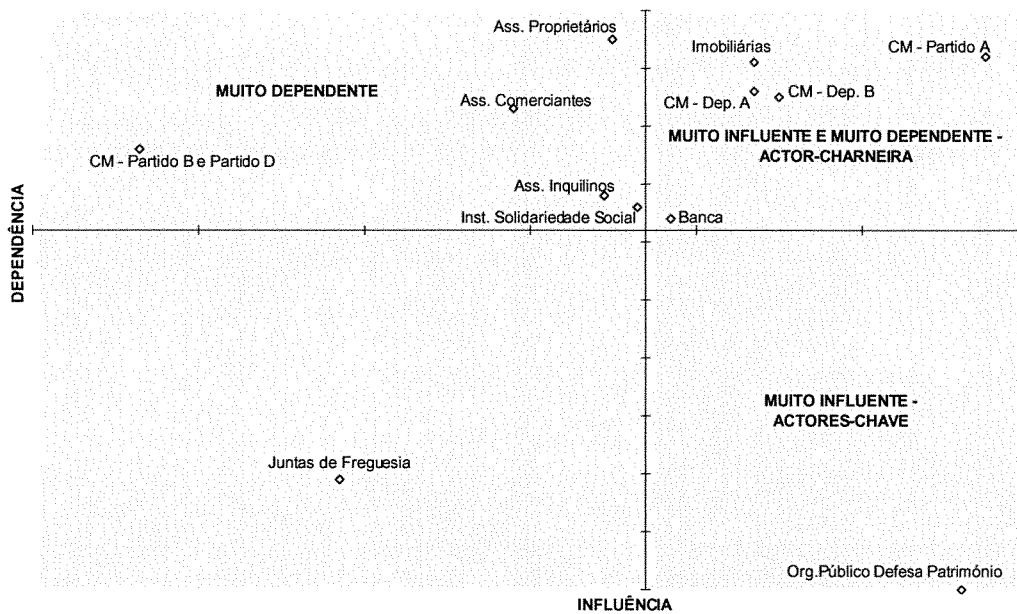 Ass. Proprietários
Imobiliárias
CM - Partido A
MUITO DEPENDENTE
Ass. Comerciantes
CM - Dep. A
CM - Dep. B
MUITO INFLUENTE E MUITO DEPENDENTE -
ACTOR-CHARNEIRA
CM - Partido B e Partido D
Ass. Inquilinos
Inst. Solidariedade Social
Banca
DEPENDÊNCIA
MUITO INFLUENTE -
ACTORES-CHAVE
Juntas de Freguesia
Org.Público Defesa Património
INFLUÊNCIA